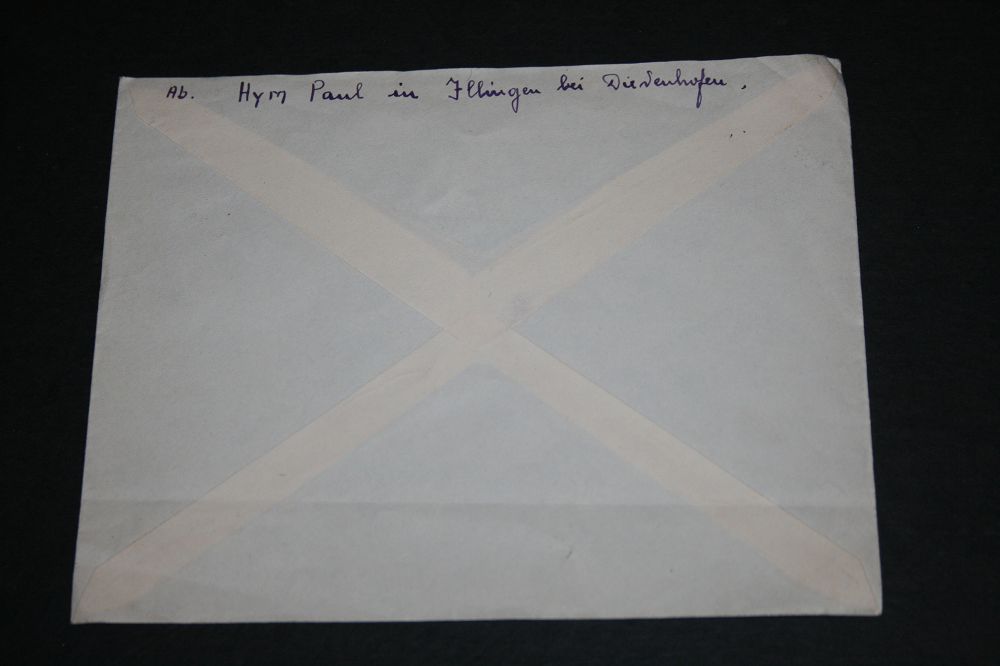 Ab. Hym Paul in Illingen bei Diedenhofen.